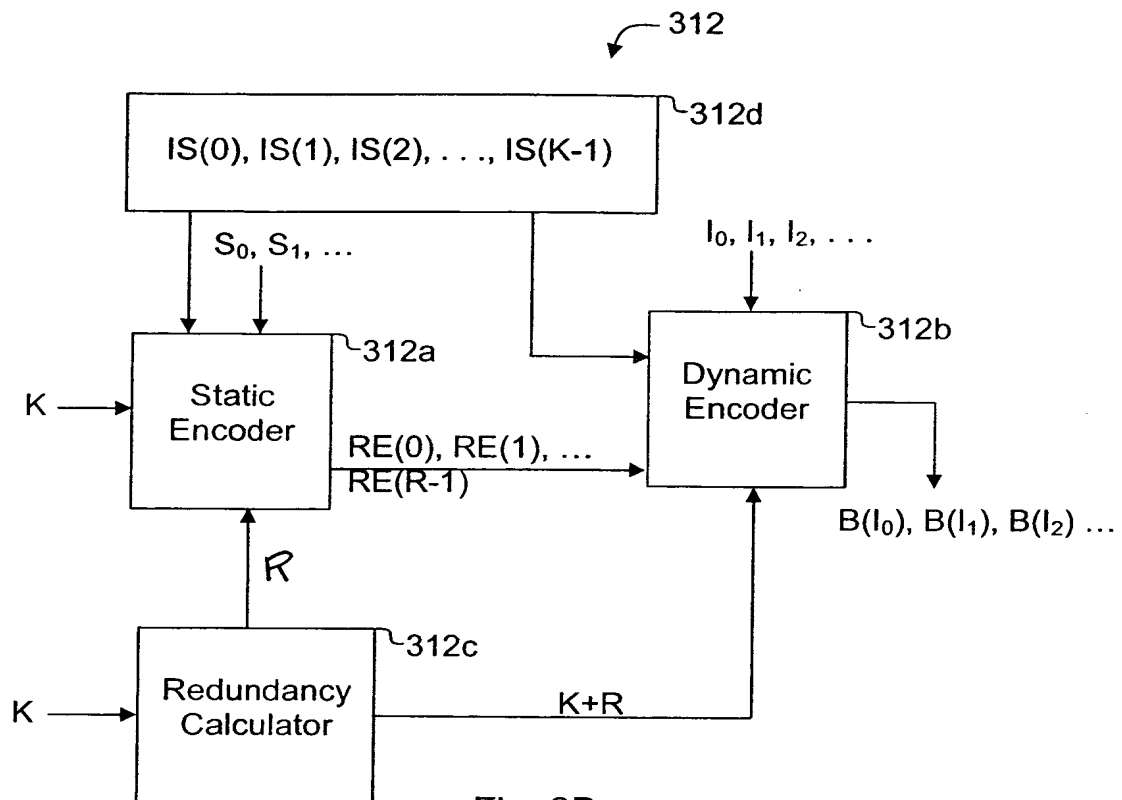 312
312d
IS(0), IS(1), IS(2), . . ., IS(K-1)
S₀, S₁, ...
I₀, I₁, I₂, . . .
312a
312b
Static
Encoder
Dynamic
Encoder
K
RE(0), RE(1), ...
RE(R-1)
B(I₀), B(I₁), B(I₂) ...
R
312c
Redundancy
Calculator
K
K+R